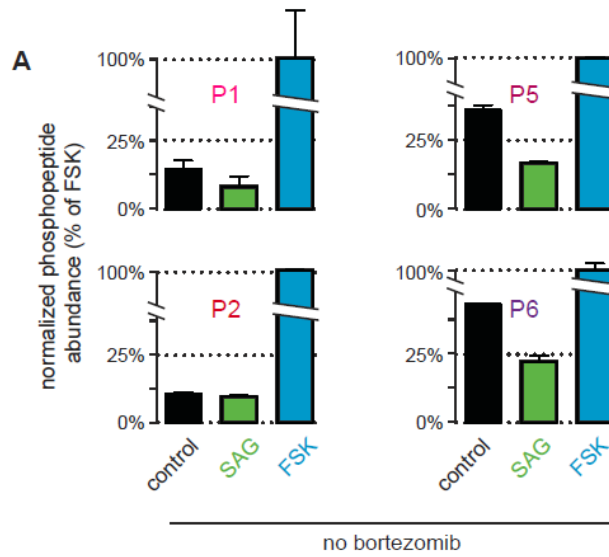 A
normalized phosphopeptide
abundance (% of FSK)
100%
P1
25%
0%
100%
P5
25%
0%
100%
P2
25%
0%
100%
P6
25%
0%
control
SAG
FSK
control
SAG
FSK
no bortezomib